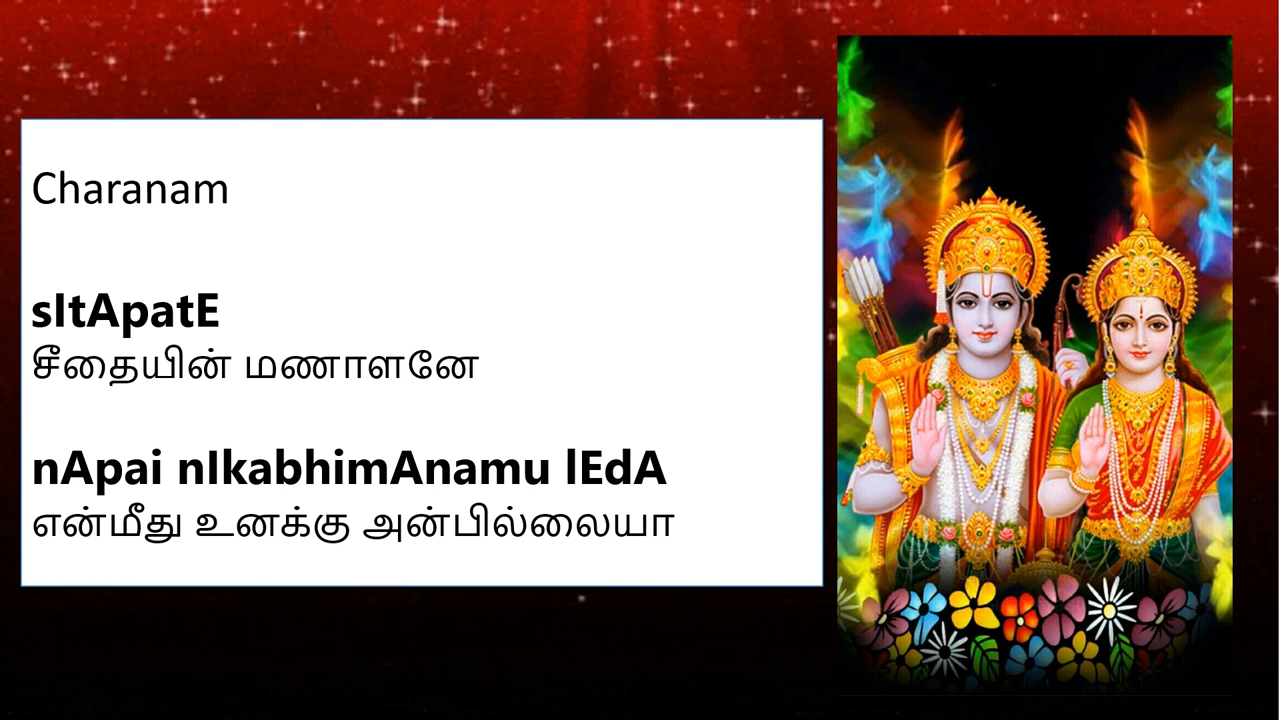 Charanam
sItApatE
சீதையின் மணாளனே
nApai nIkabhimAnamu lEdA
என்மீது உனக்கு அன்பில்லையா